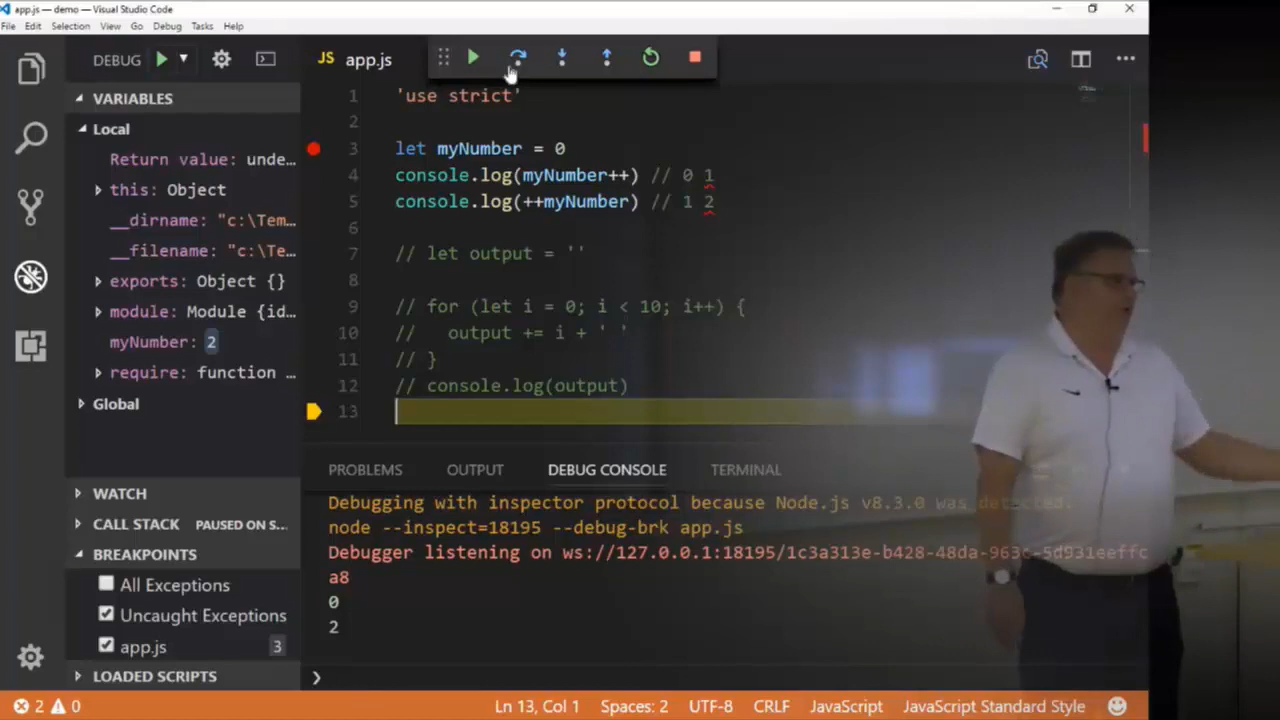 app.js — demo — Visual Studio Code
File Edit Selection View Go Debug Tasks Help
DEBUG
JS app.js
VARIABLES
Local
Return value: unde…
this: Object
__dirname: "c:\Tem…
__filename: "c:\Te…
exports: Object {}
module: Module {id…
myNumber: 2
require: function …
Global
WATCH
CALL STACK PAUSED ON S…
BREAKPOINTS
All Exceptions
Uncaught Exceptions
app.js 3
LOADED SCRIPTS
1 'use strict'
2
3 let myNumber = 0
4 console.log(myNumber++) // 0 1
5 console.log(++myNumber) // 1 2
6
7 // let output = ''
8
9 // for (let i = 0; i < 10; i++) {
10 //   output += i + ' '
11 // }
12 // console.log(output)
13
PROBLEMS OUTPUT DEBUG CONSOLE TERMINAL
Debugging with inspector protocol because Node.js v8.3.0 was detected.
node --inspect=18195 --debug-brk app.js
Debugger listening on ws://127.0.0.1:18195/1c3a313e-b428-48da-963c-5d931eeffc
a8
0
2
2 0 Ln 13, Col 1 Spaces: 2 UTF-8 CRLF JavaScript JavaScript Standard Style